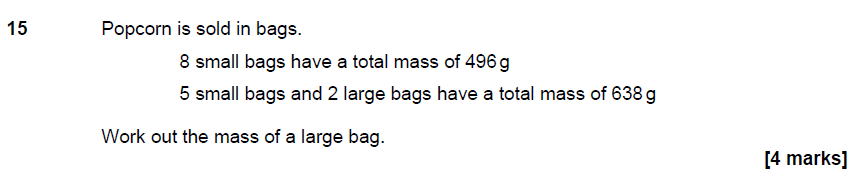 15 Popcorn is sold in bags.
8 small bags have a total mass of 496 g
5 small bags and 2 large bags have a total mass of 638 g
Work out the mass of a large bag.
[4 marks]